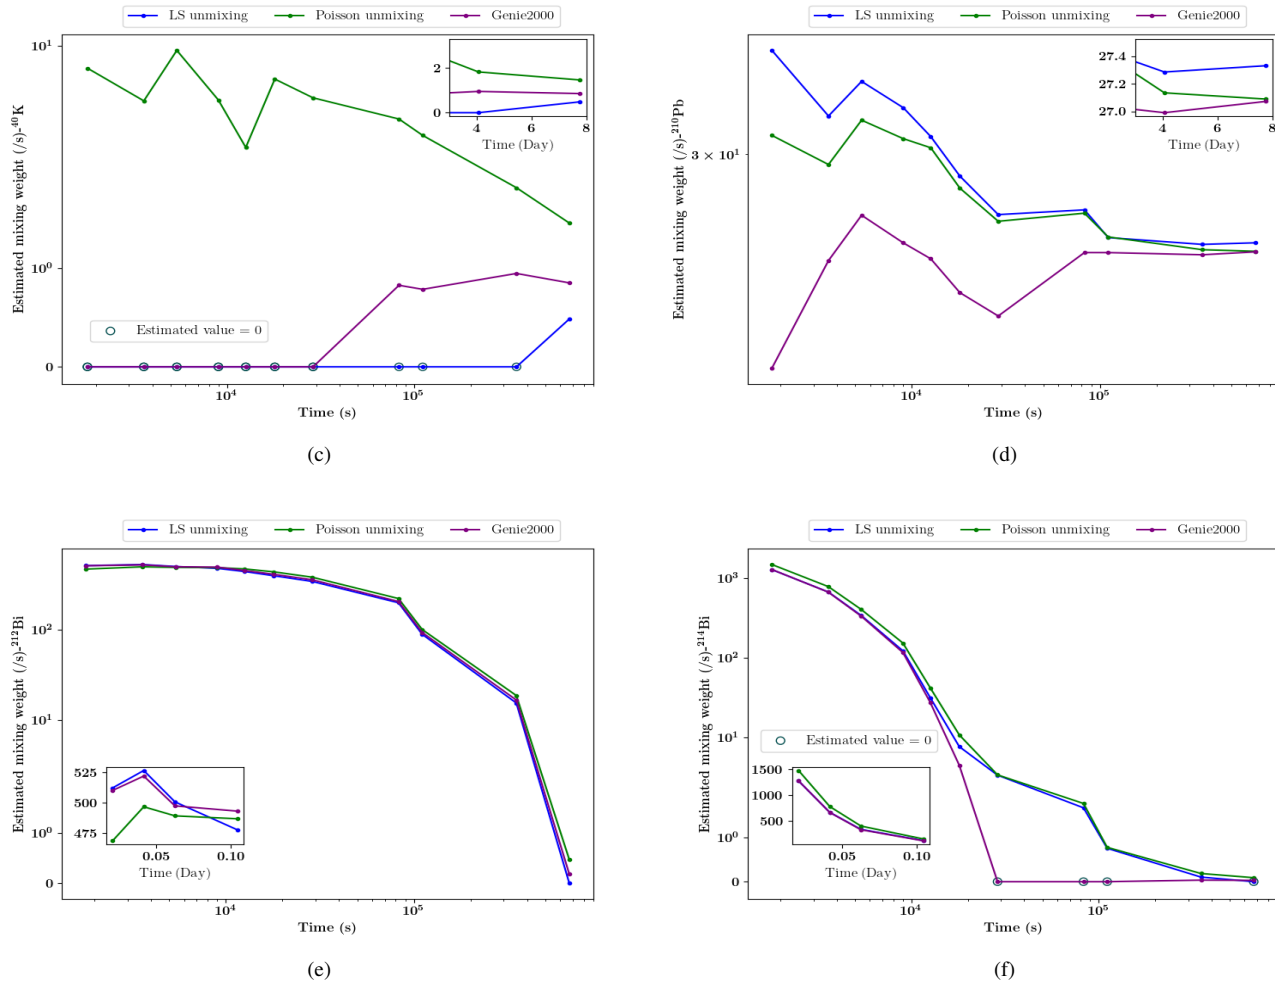 LS unmixing Poisson unmixing Genie2000
10¹
10⁰
0
Estimated mixing weight (/s)-⁴⁰K
2
1
0
4 6 8
Time (Day)
Estimated value = 0
10⁴ 10⁵
Time (s)
(c)
LS unmixing Poisson unmixing Genie2000
3 × 10¹
Estimated mixing weight (/s)-²¹⁰Pb
27.4
27.2
27.0
4 6 8
Time (Day)
10⁴ 10⁵
Time (s)
(d)
LS unmixing Poisson unmixing Genie2000
10²
10¹
10⁰
0
Estimated mixing weight (/s)-²¹²Bi
525
500
475
0.05 0.10
Time (Day)
10⁴ 10⁵
Time (s)
(e)
LS unmixing Poisson unmixing Genie2000
10³
10²
10¹
10⁰
0
Estimated mixing weight (/s)-²¹⁴Bi
Estimated value = 0
1500
1000
500
0.05 0.10
Time (Day)
10⁴ 10⁵
Time (s)
(f)